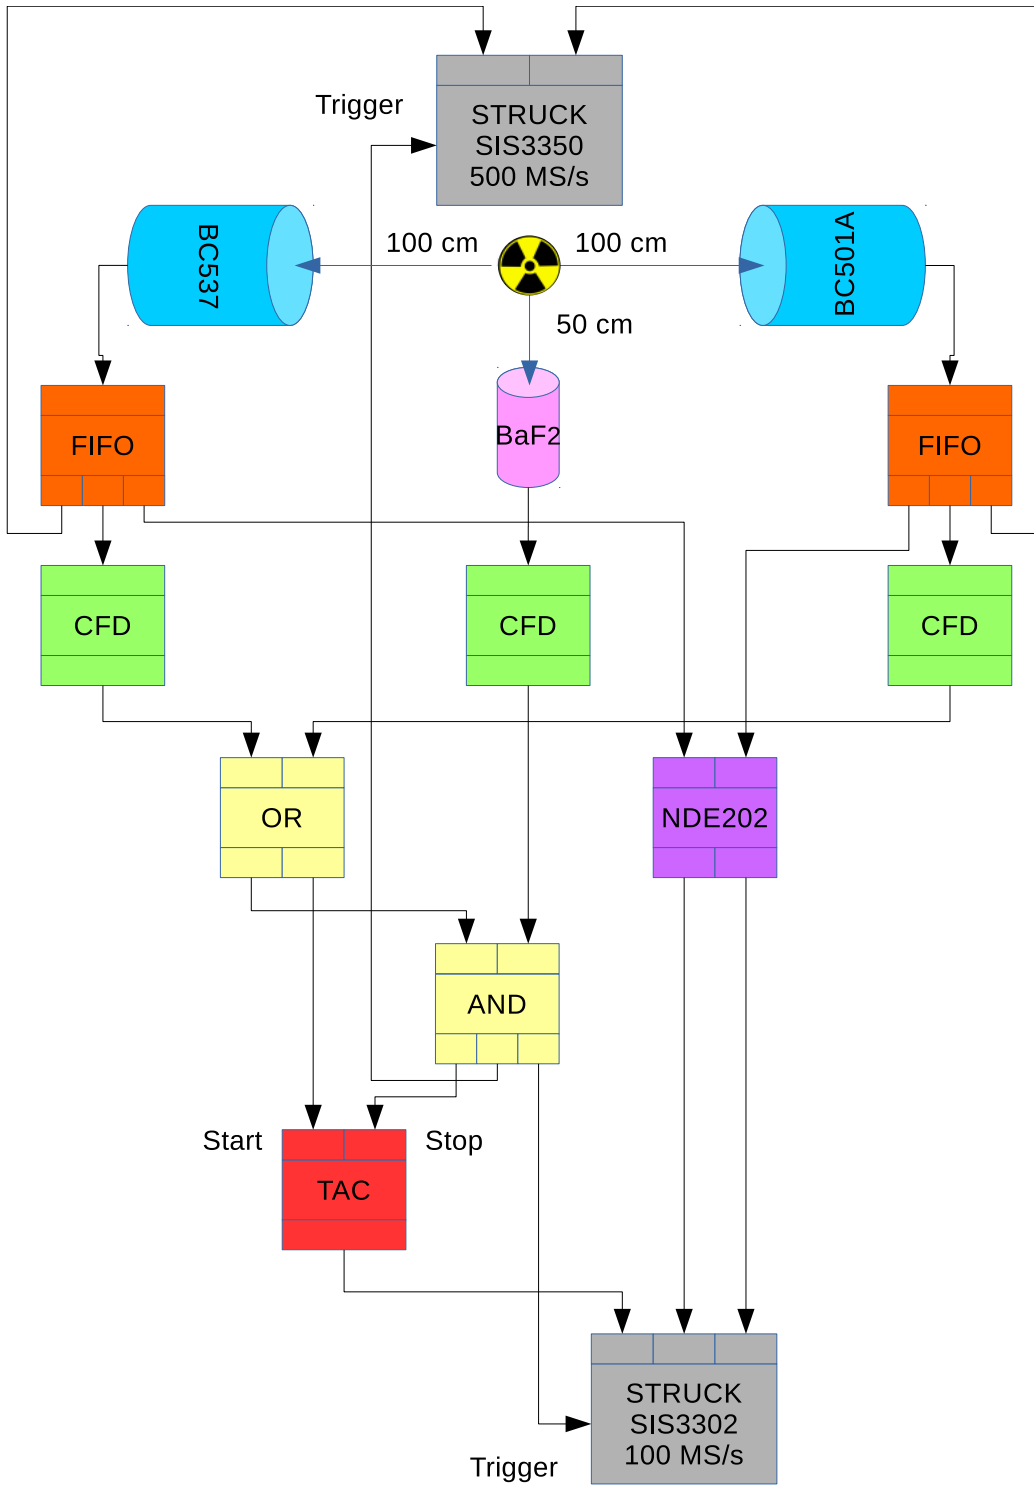 Trigger
STRUCK
SIS3350
500 MS/s
BC537
100 cm
100 cm
BC501A
50 cm
FIFO
BaF2
FIFO
CFD
CFD
CFD
OR
NDE202
AND
Start
Stop
TAC
STRUCK
SIS3302
100 MS/s
Trigger